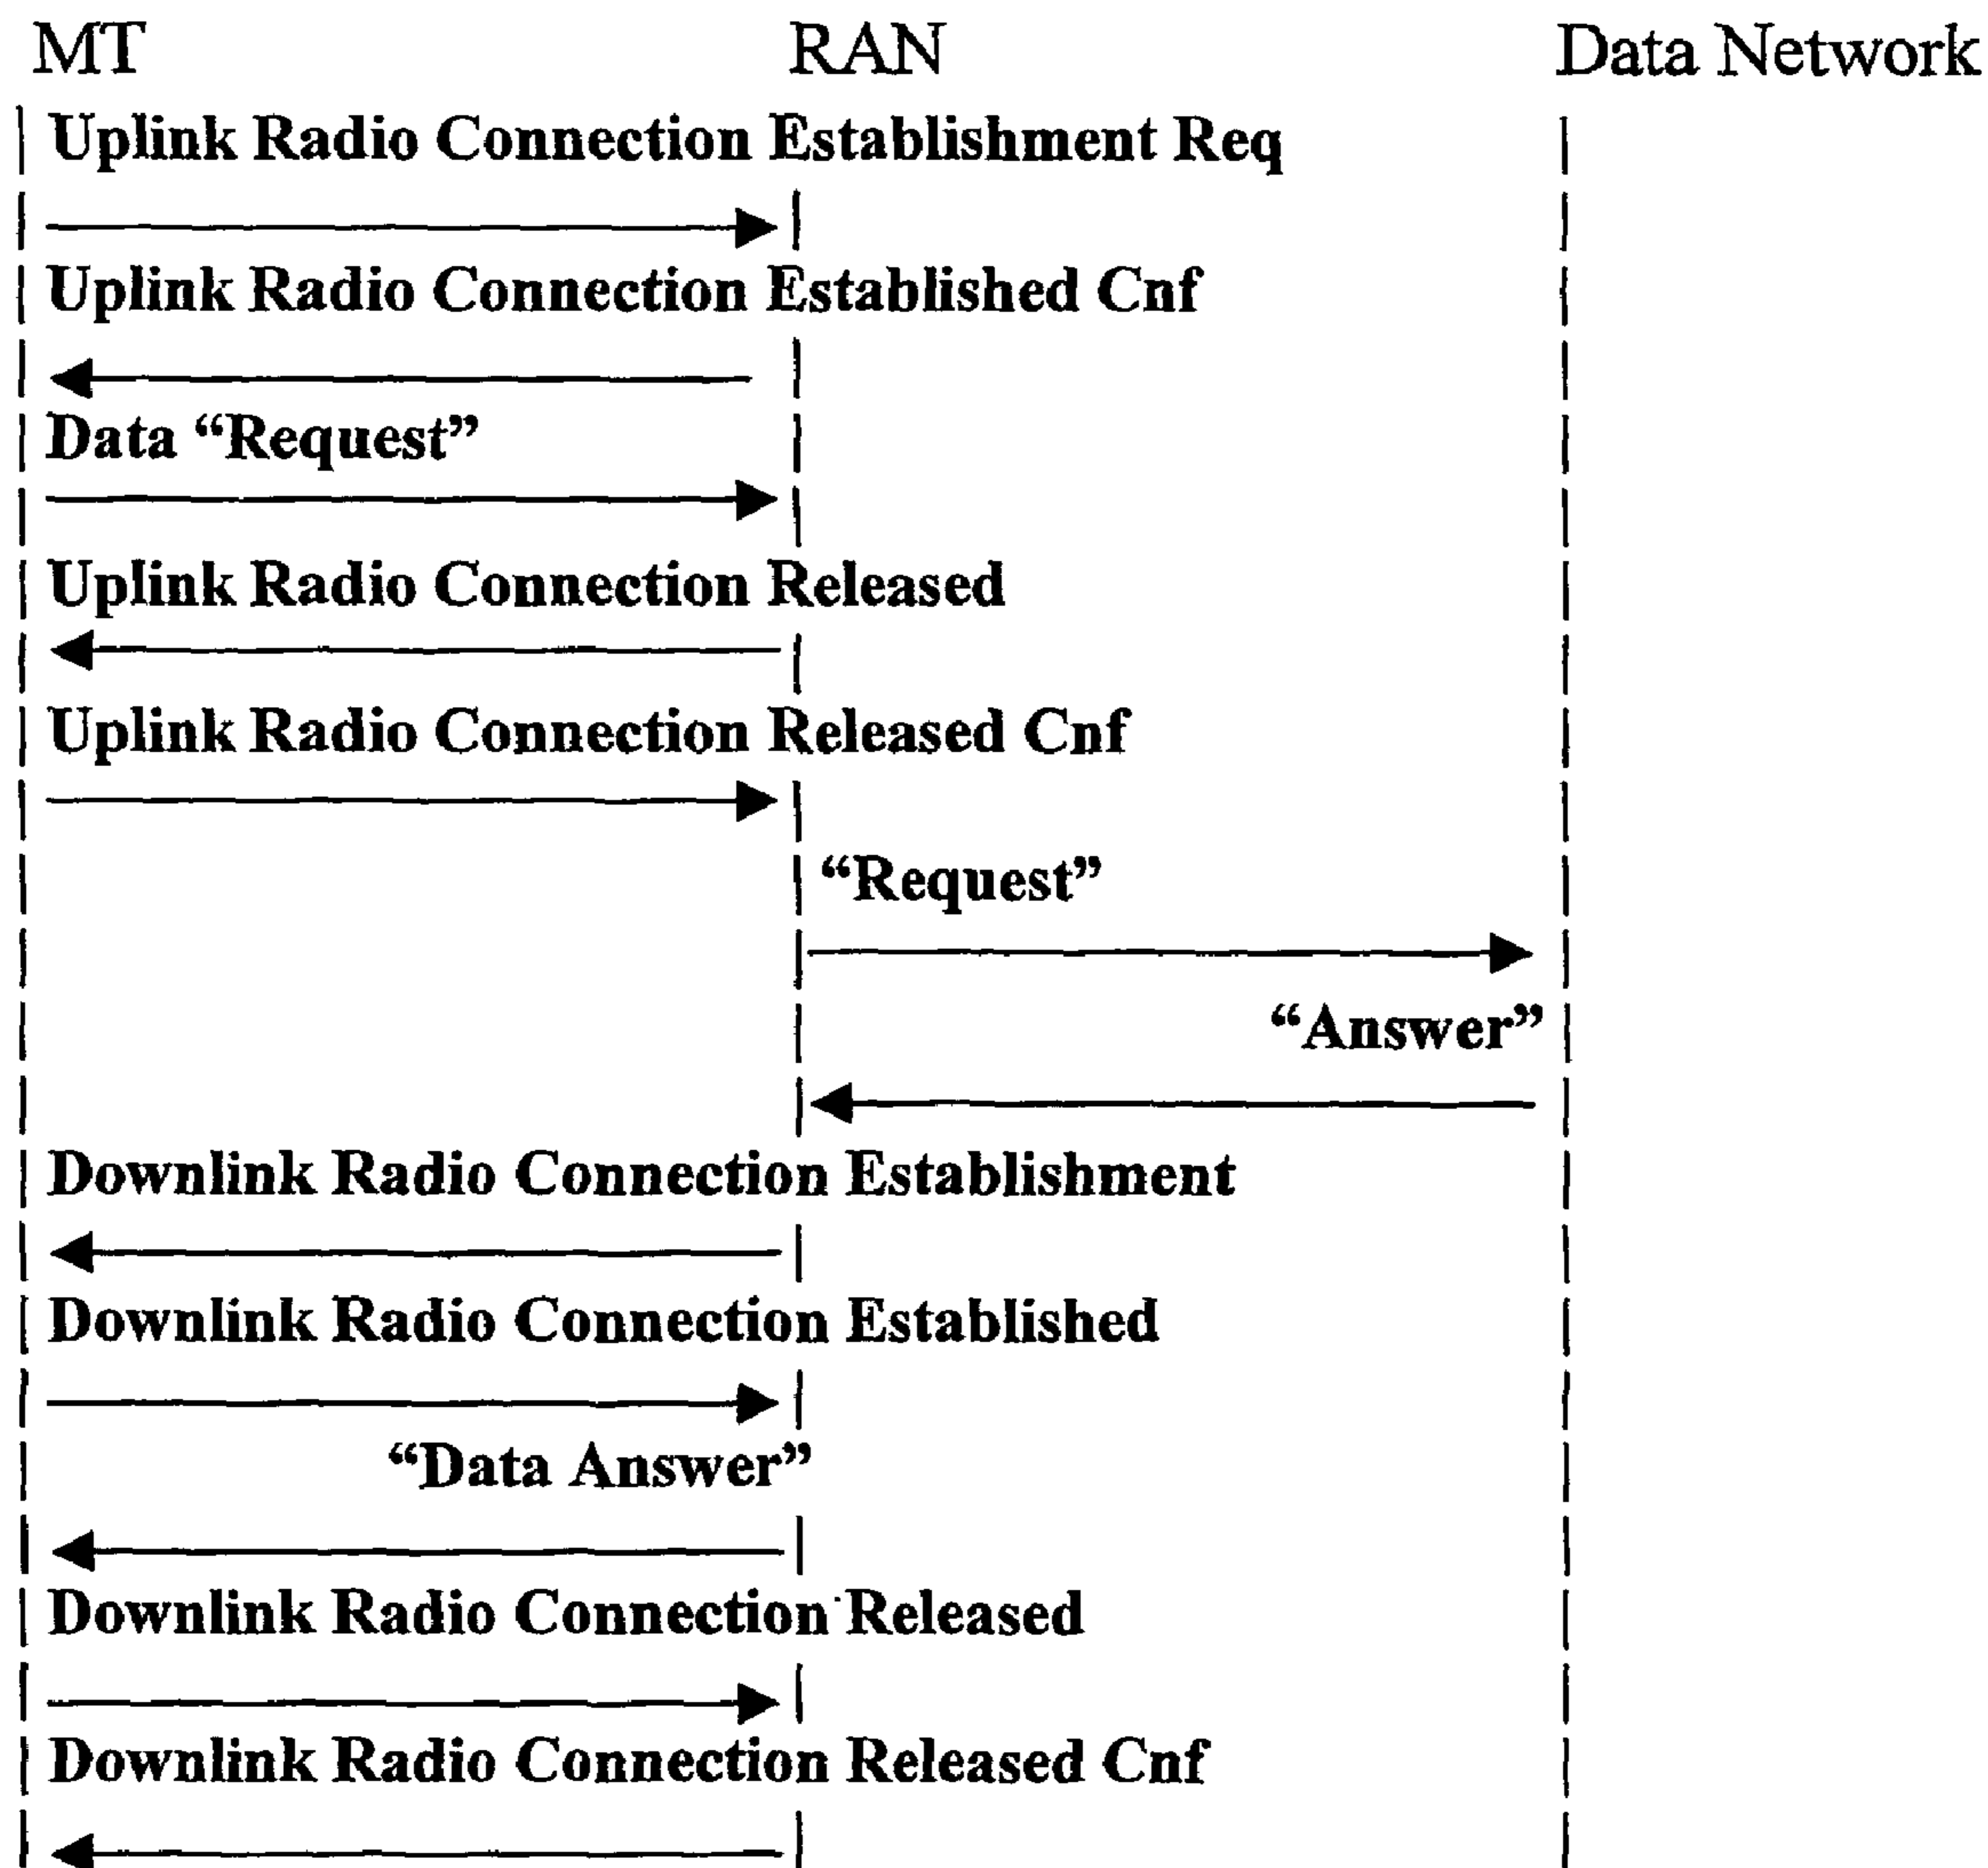 MT RAN Data Network
Uplink Radio Connection Establishment Req
Uplink Radio Connection Established Cnf
Data “Request”
Uplink Radio Connection Released
Uplink Radio Connection Released Cnf
“Request”
“Answer”
Downlink Radio Connection Establishment
Downlink Radio Connection Established
“Data Answer”
Downlink Radio Connection Released
Downlink Radio Connection Released Cnf